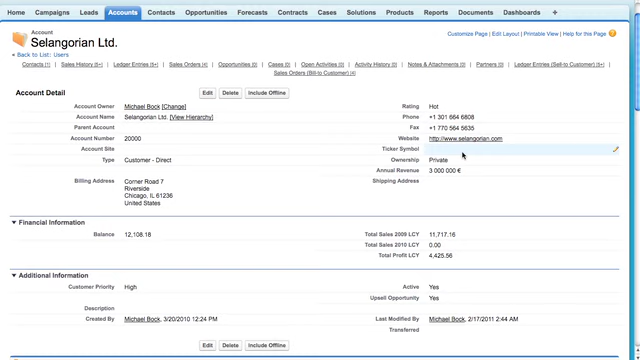 Home Campaigns Leads Accounts Contacts Opportunities Forecasts Contracts Cases Solutions Products Reports Documents Dashboards +
Account
Selangorian Ltd.
Customize Page | Edit Layout | Printable View | Help for this Page
« Back to List: Users
Contacts [1] | Sales History [5+] | Ledger Entries [5+] | Sales Orders [4] | Opportunities [0] | Cases [0] | Open Activities [0] | Activity History [0] | Notes & Attachments [0] | Partners [0] | Ledger Entries (Sell-to Customer) [5+] |
Sales Orders (Bill-to Customer) [4]
Account Detail Edit Delete Include Offline
Account Owner Michael Bock [Change] Rating Hot
Account Name Selangorian Ltd. [View Hierarchy] Phone +1 301 664 6808
Parent Account Fax +1 770 564 5635
Account Number 20000 Website http://www.selangorian.com
Account Site Ticker Symbol
Type Customer - Direct Ownership Private
Annual Revenue 3 000 000 €
Billing Address Corner Road 7 Shipping Address
Riverside
Chicago, IL 61236
United States
Financial Information
Balance 12,108.18 Total Sales 2009 LCY 11,717.16
Total Sales 2010 LCY 0.00
Total Profit LCY 4,425.56
Additional Information
Customer Priority High Active Yes
Upsell Opportunity Yes
Description
Created By Michael Bock, 3/20/2010 12:24 PM Last Modified By Michael Bock, 2/17/2011 2:44 AM
Transferred
Edit Delete Include Offline